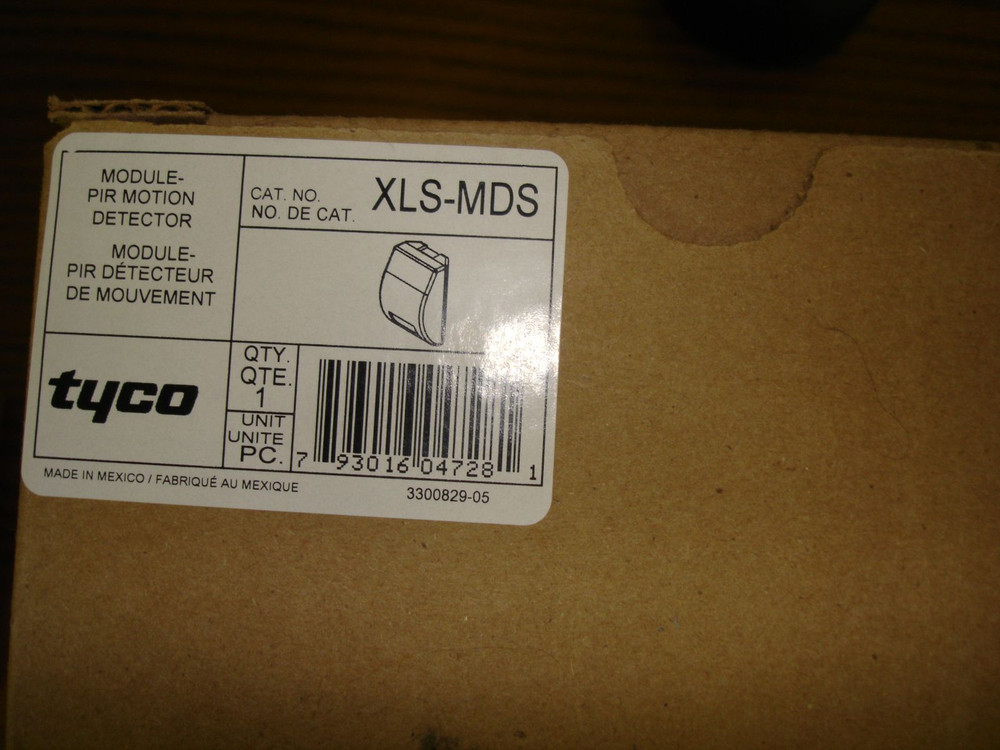 MODULE-
PIR MOTION
DETECTOR
MODULE-
PIR DÉTECTEUR
DE MOUVEMENT
CAT. NO.
NO. DE CAT.
XLS-MDS
tyco
QTY.
QTE.
1
UNIT
UNITE
PC.
7 93016 04728 1
MADE IN MEXICO / FABRIQUÉ AU MEXIQUE
3300829-05